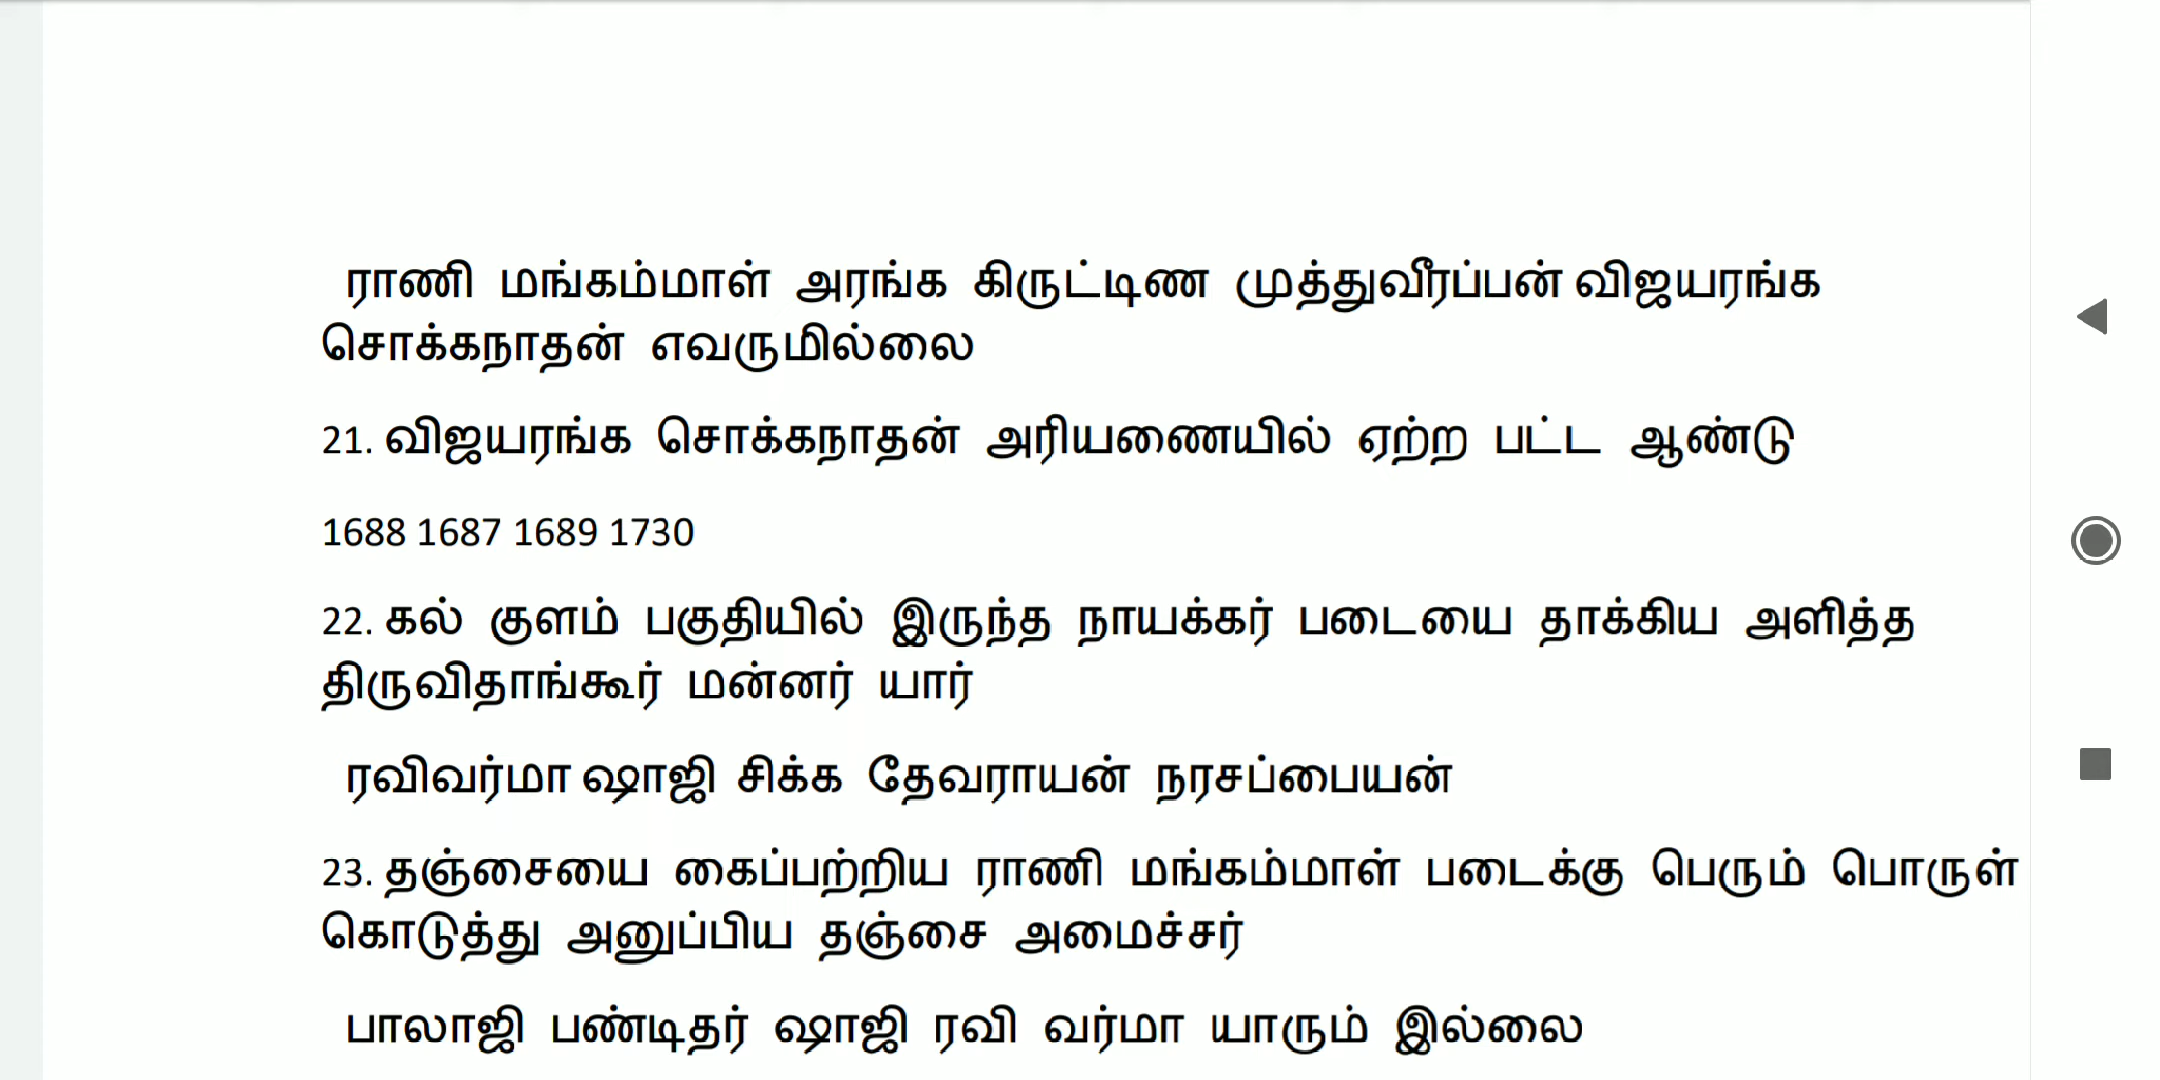 ராணி மங்கம்மாள் அரங்க கிருட்டிண முத்துவீரப்பன் விஜயரங்க
சொக்கநாதன் எவருமில்லை
21. விஜயரங்க சொக்கநாதன் அரியணையில் ஏற்ற பட்ட ஆண்டு
1688 1687 1689 1730
22. கல் குளம் பகுதியில் இருந்த நாயக்கர் படையை தாக்கிய அளித்த
திருவிதாங்கூர் மன்னர் யார்
ரவிவர்மா ஷாஜி சிக்க தேவராயன் நரசப்பையன்
23. தஞ்சையை கைப்பற்றிய ராணி மங்கம்மாள் படைக்கு பெரும் பொருள்
கொடுத்து அனுப்பிய தஞ்சை அமைச்சர்
பாலாஜி பண்டிதர் ஷாஜி ரவி வர்மா யாரும் இல்லை